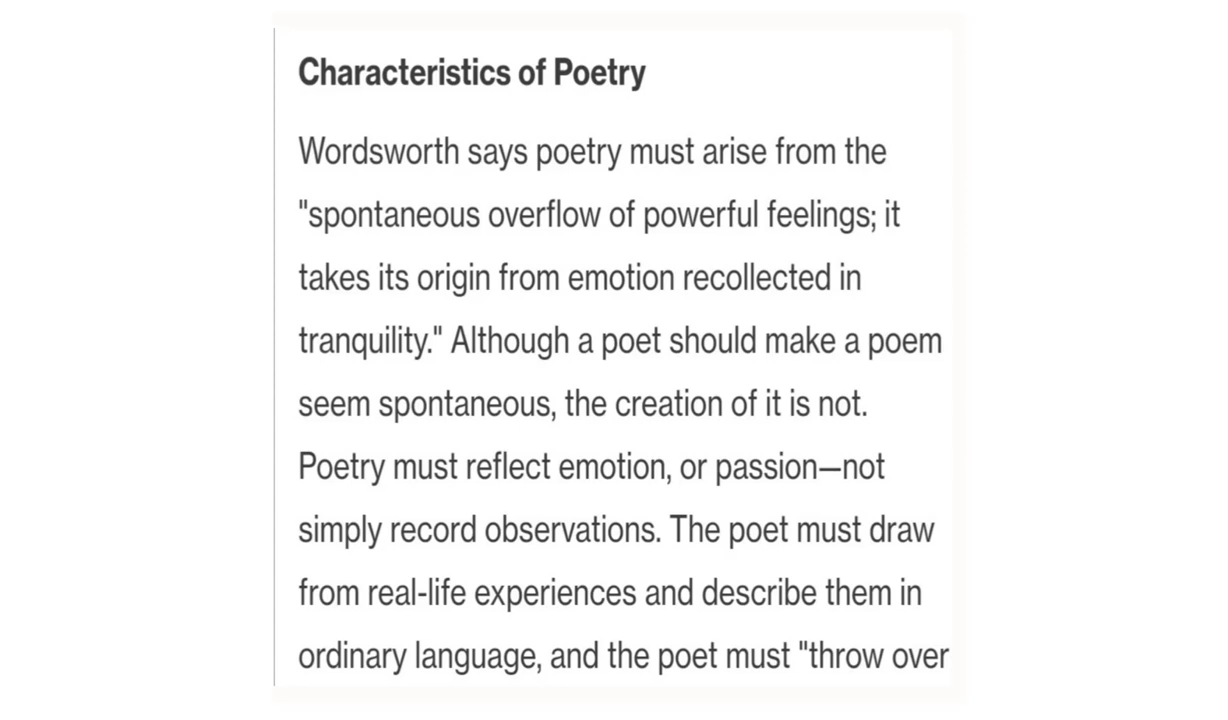 Characteristics of Poetry
Wordsworth says poetry must arise from the
"spontaneous overflow of powerful feelings; it
takes its origin from emotion recollected in
tranquility." Although a poet should make a poem
seem spontaneous, the creation of it is not.
Poetry must reflect emotion, or passion—not
simply record observations. The poet must draw
from real-life experiences and describe them in
ordinary language, and the poet must "throw over